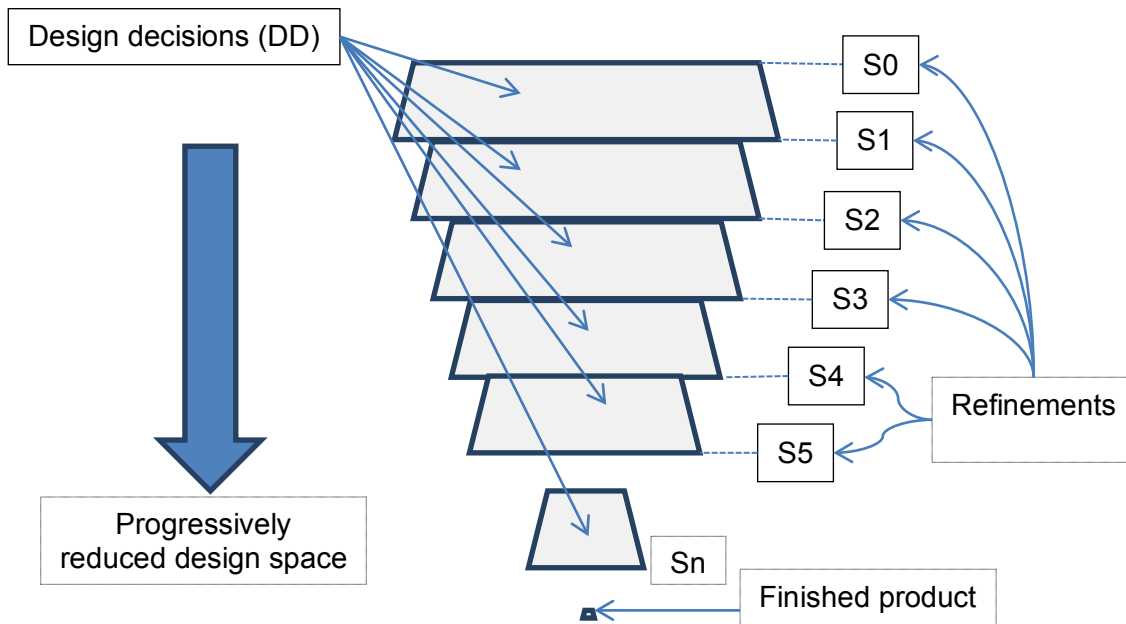 Design decisions (DD)
S0
S1
S2
S3
S4
Refinements
S5
Progressively
reduced design space
Sn
Finished product